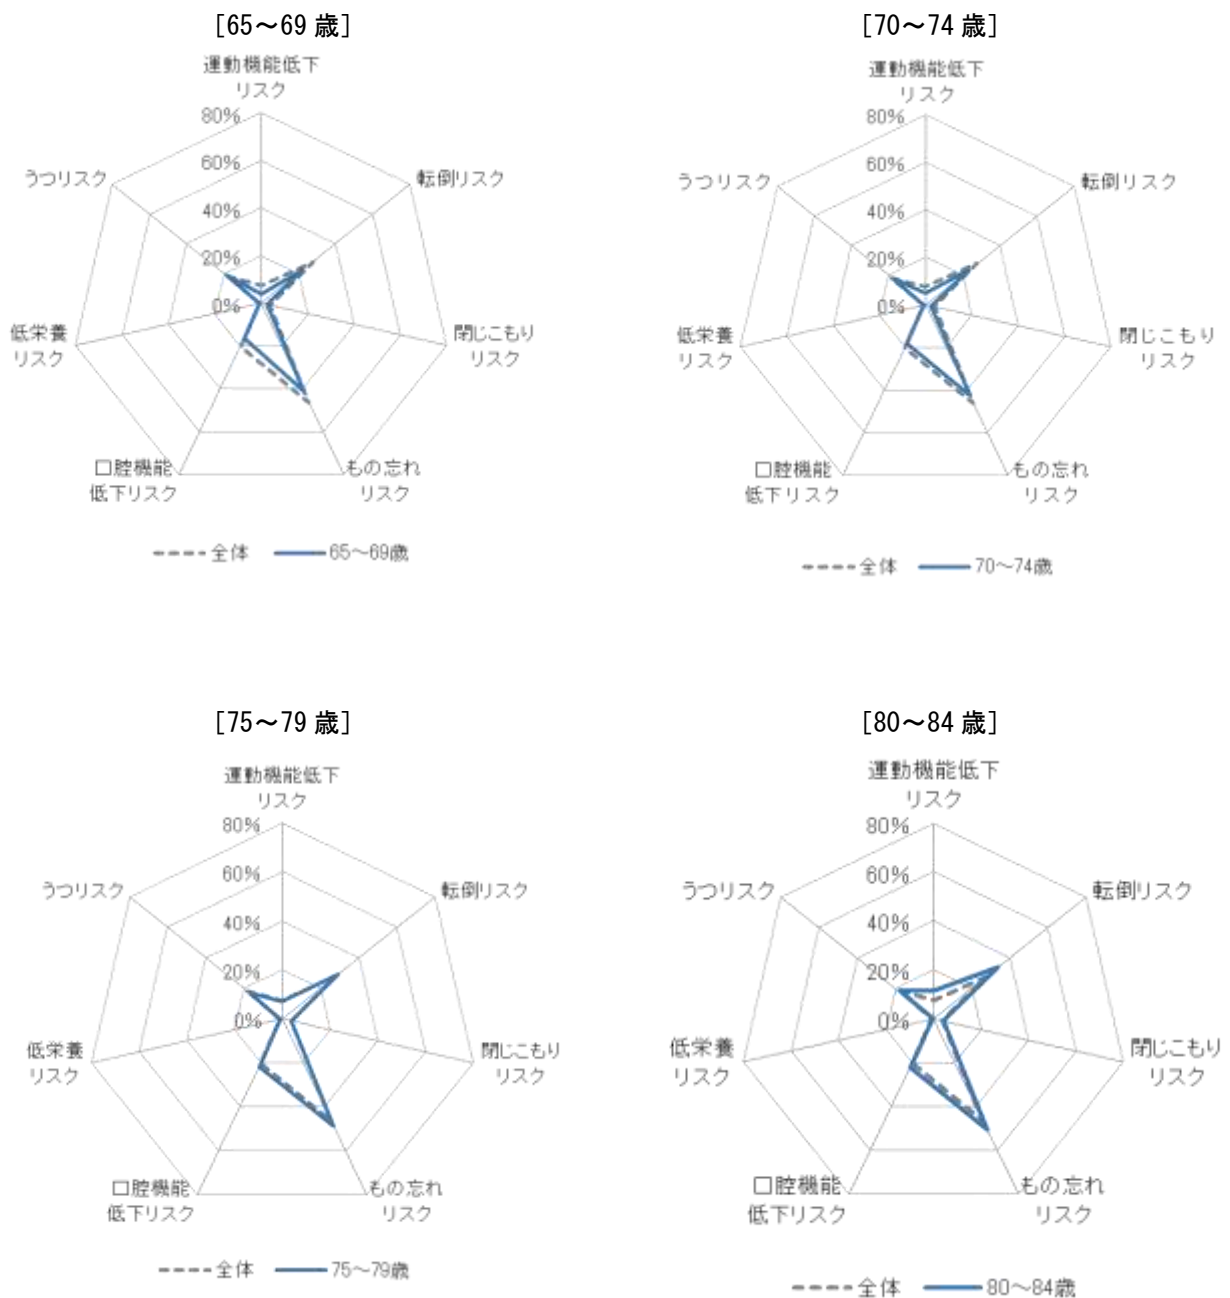 ［65～69 歳］
運動機能低下
リスク
80%
60%
40%
20%
0%
転倒リスク
閉じこもり
リスク
もの忘れ
リスク
口腔機能
低下リスク
低栄養
リスク
うつリスク
全体
65～69歳
［70～74 歳］
運動機能低下
リスク
80%
60%
40%
20%
0%
転倒リスク
閉じこもり
リスク
もの忘れ
リスク
口腔機能
低下リスク
低栄養
リスク
うつリスク
全体
70～74歳
［75～79 歳］
運動機能低下
リスク
80%
60%
40%
20%
0%
転倒リスク
閉じこもり
リスク
もの忘れ
リスク
口腔機能
低下リスク
低栄養
リスク
うつリスク
全体
75～79歳
［80～84 歳］
運動機能低下
リスク
80%
60%
40%
20%
0%
転倒リスク
閉じこもり
リスク
もの忘れ
リスク
口腔機能
低下リスク
低栄養
リスク
うつリスク
全体
80～84歳